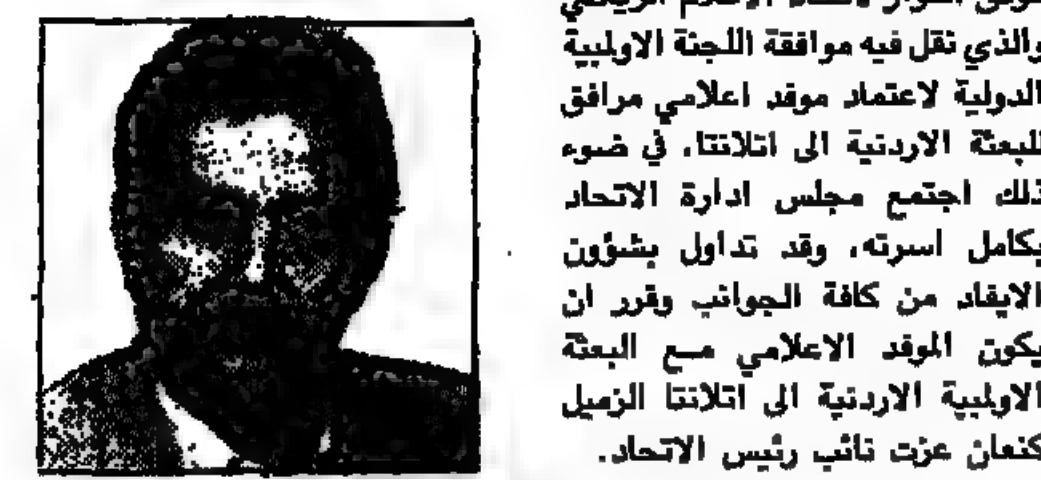 والذي نقل فيه موافقة اللجنة الاولمبية
الدولية لاعتماد موفد اعلامي مرافق
للبعثة الاردنية الى اتلانتا، في ضوء
ذلك اجتمع مجلس ادارة الاتحاد
بكامل اسرته، وقد تداول بشؤون
الايفاد من كافة الجوانب وقرر ان
يكون الموفد الاعلامي مع البعثة
الاولمبية الاردنية الى اتلانتا الزميل
كنعان عزت نائب رئيس الاتحاد.